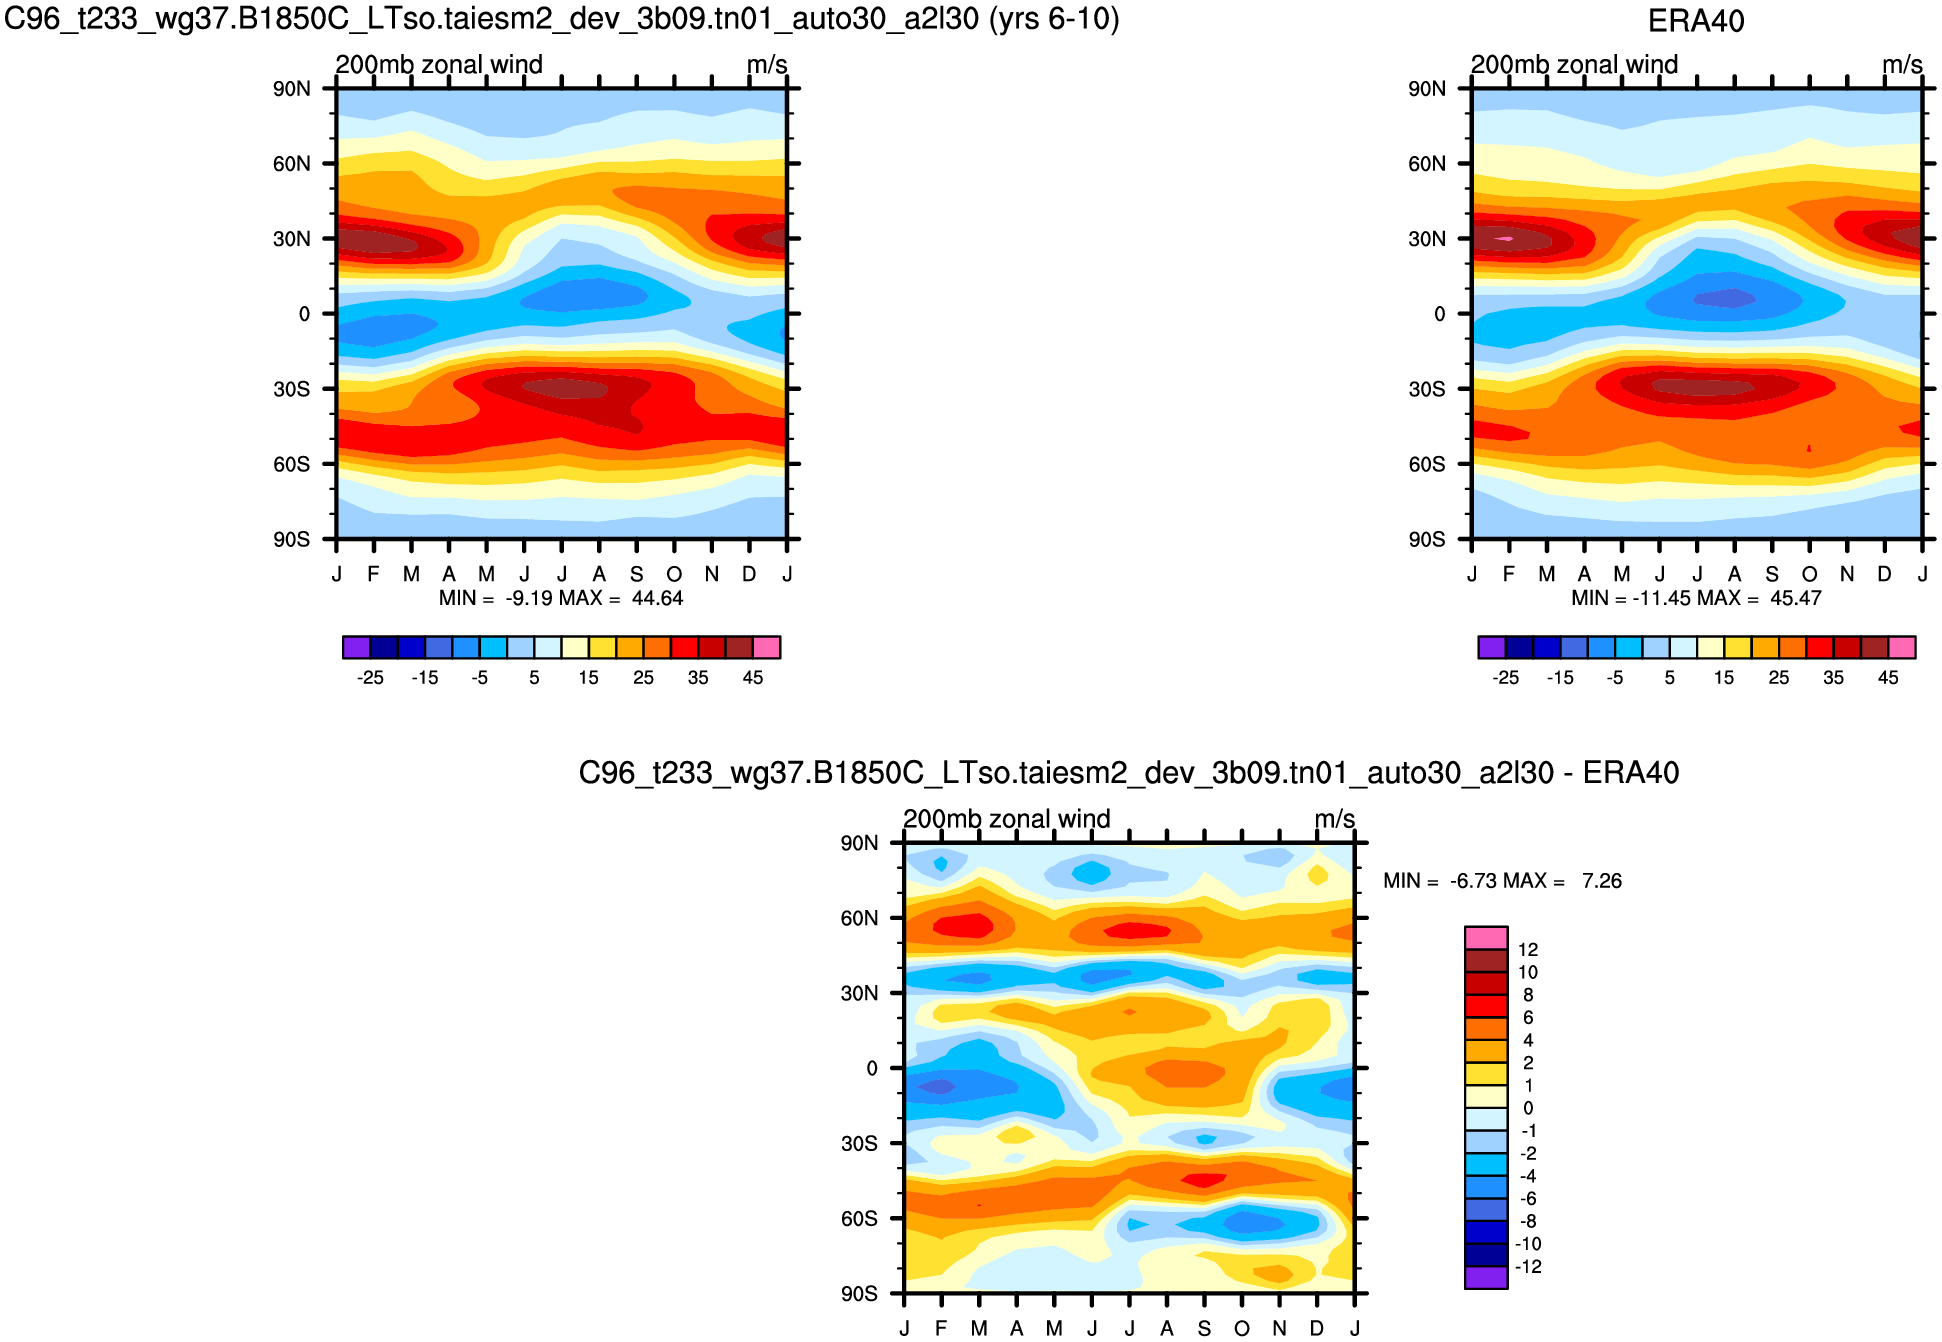 C96_t233_wg37.B1850C_LTso.taiesm2_dev_3b09.tn01_auto30_a2l30 (yrs 6-10)
200mb zonal wind m/s
90N
60N
30N
0
30S
60S
90S
J F M A M J J A S O N D J
MIN = -9.19 MAX = 44.64
-25 -15 -5 5 15 25 35 45
ERA40
200mb zonal wind m/s
90N
60N
30N
0
30S
60S
90S
J F M A M J J A S O N D J
MIN = -11.45 MAX = 45.47
-25 -15 -5 5 15 25 35 45
C96_t233_wg37.B1850C_LTso.taiesm2_dev_3b09.tn01_auto30_a2l30 - ERA40
200mb zonal wind m/s
90N
60N
30N
0
30S
60S
90S
J F M A M J J A S O N D J
MIN = -6.73 MAX = 7.26
12
10
8
6
4
2
1
0
-1
-2
-4
-6
-8
-10
-12